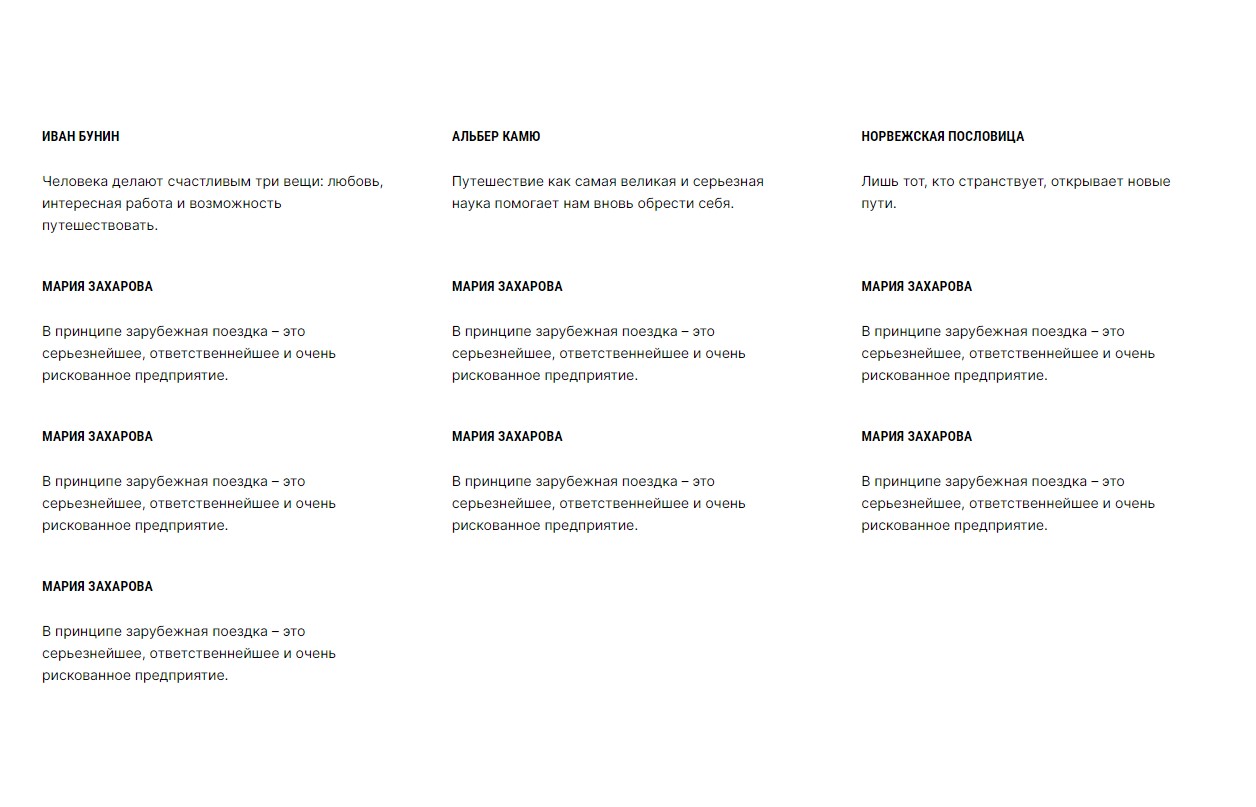 ИВАН БУНИН
Человека делают счастливым три вещи: любовь,
интересная работа и возможность
путешествовать.
АЛЬБЕР КАМЮ
Путешествие как самая великая и серьезная
наука помогает нам вновь обрести себя.
НОРВЕЖСКАЯ ПОСЛОВИЦА
Лишь тот, кто странствует, открывает новые
пути.
МАРИЯ ЗАХАРОВА
В принципе зарубежная поездка – это
серьезнейшее, ответственнейшее и очень
рискованное предприятие.
МАРИЯ ЗАХАРОВА
В принципе зарубежная поездка – это
серьезнейшее, ответственнейшее и очень
рискованное предприятие.
МАРИЯ ЗАХАРОВА
В принципе зарубежная поездка – это
серьезнейшее, ответственнейшее и очень
рискованное предприятие.
МАРИЯ ЗАХАРОВА
В принципе зарубежная поездка – это
серьезнейшее, ответственнейшее и очень
рискованное предприятие.
МАРИЯ ЗАХАРОВА
В принципе зарубежная поездка – это
серьезнейшее, ответственнейшее и очень
рискованное предприятие.
МАРИЯ ЗАХАРОВА
В принципе зарубежная поездка – это
серьезнейшее, ответственнейшее и очень
рискованное предприятие.
МАРИЯ ЗАХАРОВА
В принципе зарубежная поездка – это
серьезнейшее, ответственнейшее и очень
рискованное предприятие.